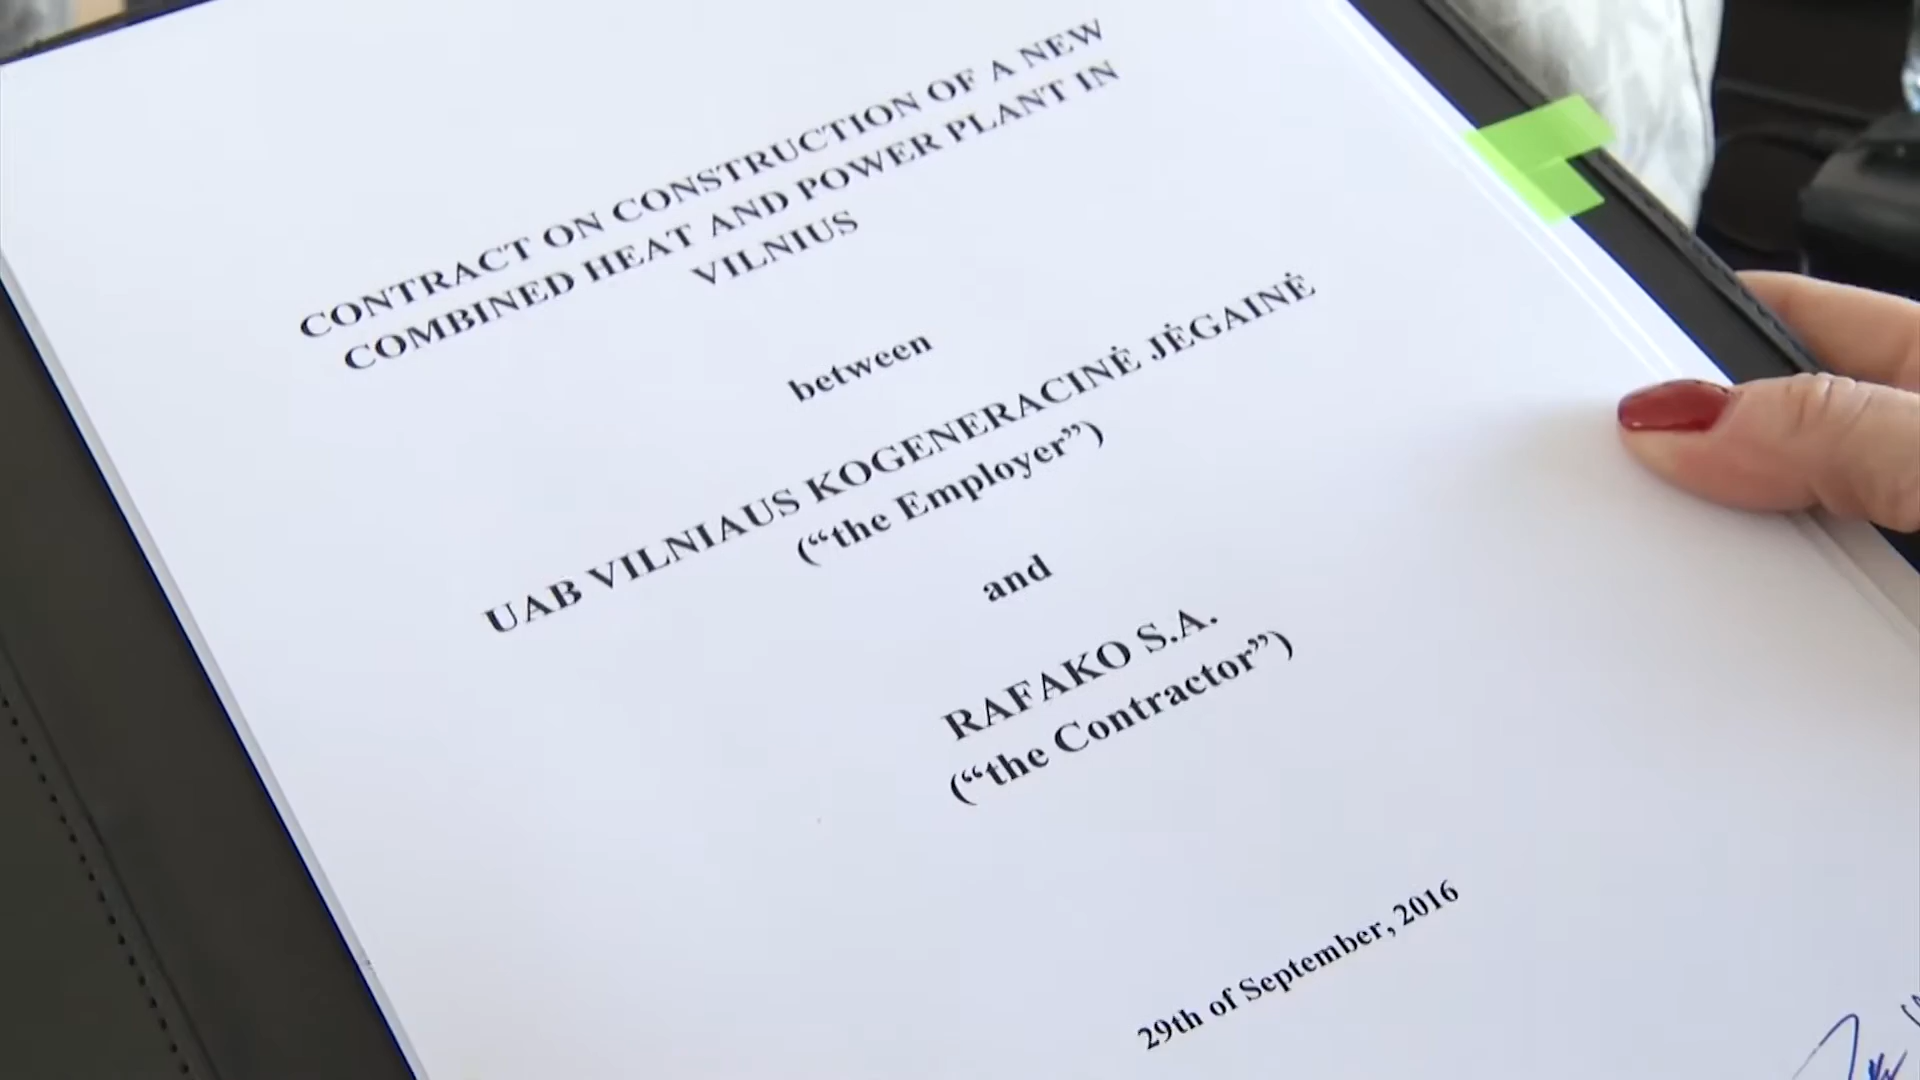 CONTRACT ON CONSTRUCTION OF A NEW
COMBINED HEAT AND POWER PLANT IN
VILNIUS
between
UAB VILNIAUS KOGENERACINĖ JĖGAINĖ
(“the Employer”)
and
RAFAKO S.A.
(“the Contractor”)
29th of September, 2016